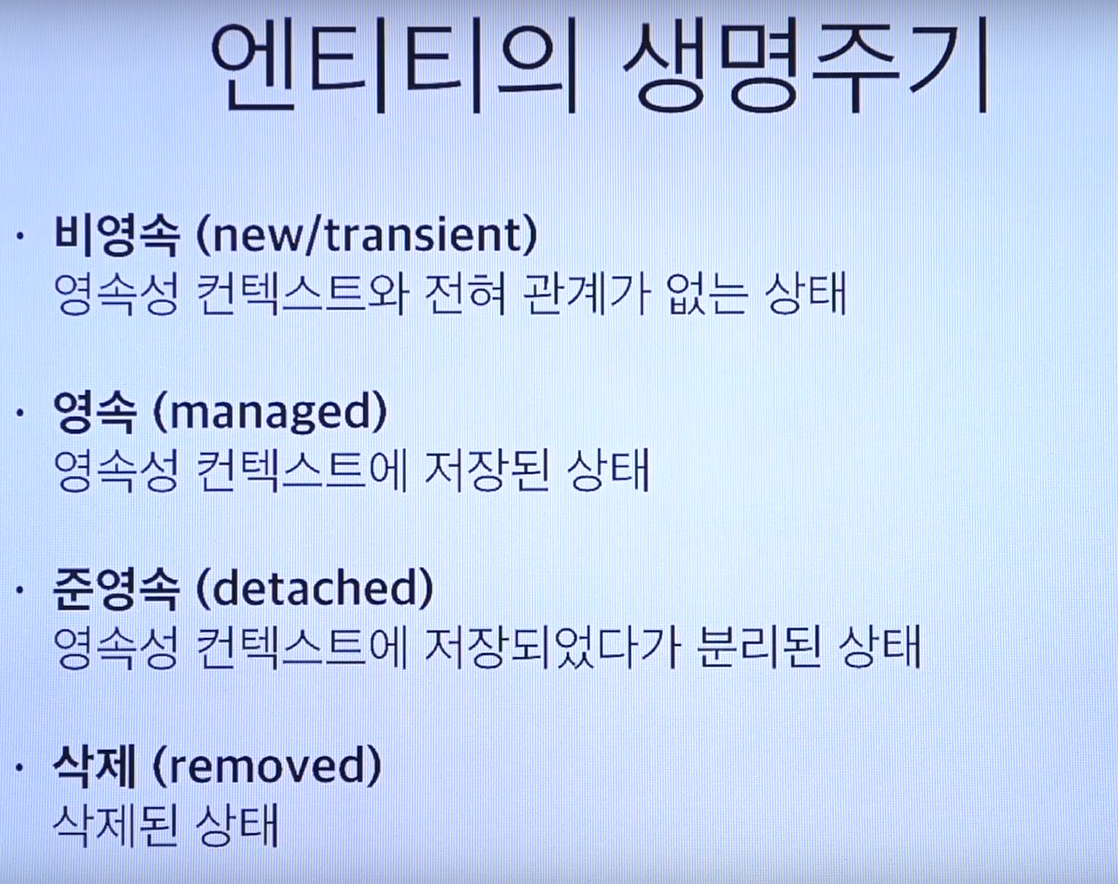 엔티티의 생명주기
· 비영속 (new/transient)
영속성 컨텍스트와 전혀 관계가 없는 상태
· 영속 (managed)
영속성 컨텍스트에 저장된 상태
· 준영속 (detached)
영속성 컨텍스트에 저장되었다가 분리된 상태
· 삭제 (removed)
삭제된 상태